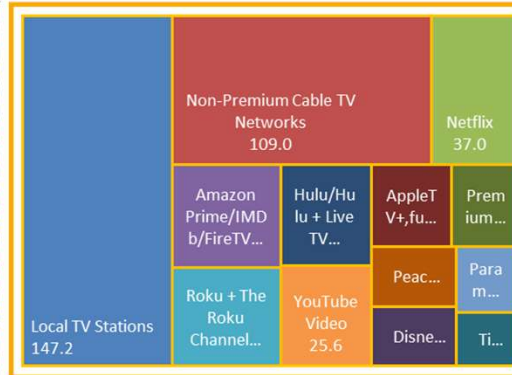 Local TV Stations
147.2
Non-Premium Cable TV
Networks
109.0
Netflix
37.0
Amazon
Prime/IMD
b/FireTV...
Hulu/Hu
lu + Live
TV...
AppleT
V+,fu...
Prem
ium...
Roku + The
Roku
Channel...
YouTube
Video
25.6
Peac...
Para
m...
Disne...
Ti...